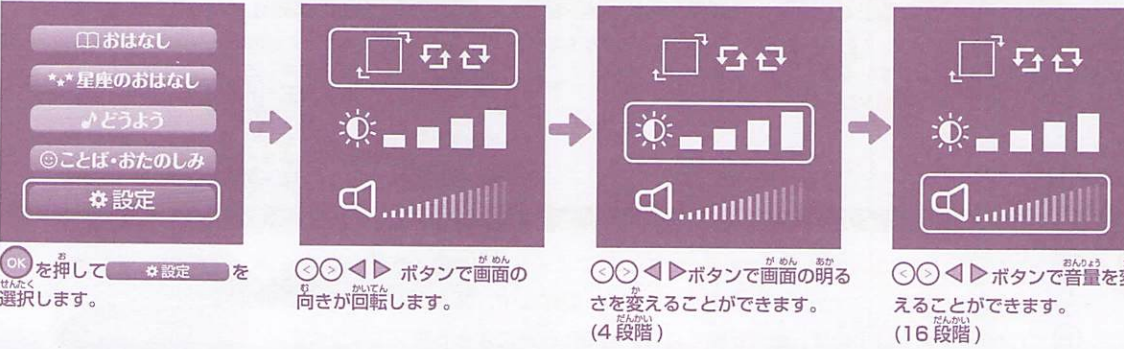 おはなし
星座のおはなし
♪どうよう
ことば・おたのしみ
設定
OKを押して 設定 を
選択します。
ボタンで画面の
向きが回転します。
ボタンで画面の明る
さを変えることができます。
(4段階)
ボタンで音量を変
えることができます。
(16段階)